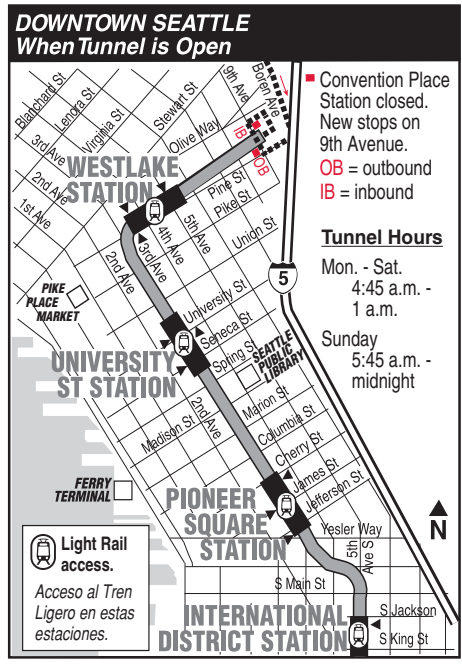 DOWNTOWN SEATTLE
When Tunnel is Open
Blanchard St
Lenora St
Virginia St
Stewart St
9th Ave
Boren Ave
Olive Way
IB
OB
3rd Ave
2nd Ave
1st Ave
WESTLAKE
STATION
Pine St
Pike St
5th Ave
4th Ave
3rd Ave
2nd Ave
Union St
PIKE
PLACE
MARKET
5
University St
Seneca St
Spring St
UNIVERSITY
ST STATION
SEATTLE
PUBLIC
LIBRARY
2nd Ave
Madison St
Marion St
Columbia St
Cherry St
James St
Jefferson St
FERRY
TERMINAL
PIONEER
SQUARE
STATION
Yesler Way
5th
Ave S
S Main St
INTERNATIONAL
DISTRICT STATION
S Jackson
S King St
N
Convention Place
Station closed.
New stops on
9th Avenue.
OB = outbound
IB = inbound
Tunnel Hours
Mon. - Sat.
4:45 a.m. -
1 a.m.
Sunday
5:45 a.m. -
midnight
Light Rail
access.
Acceso al Tren
Ligero en estas
estaciones.